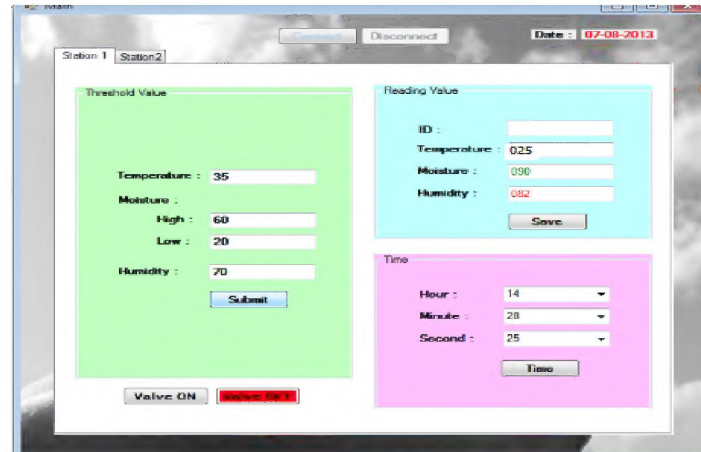 Main
Disconnect
Date : 07-08-2013
Station 1 Station2
Threshold Value
Temperature : 35
Moisture :
High : 60
Low : 20
Humidity : 70
Submit
Valve ON
Reading Value
ID :
Temperature : 025
Moisture : 090
Humidity : 082
Save
Time
Hour : 14
Minute : 28
Second : 25
Time